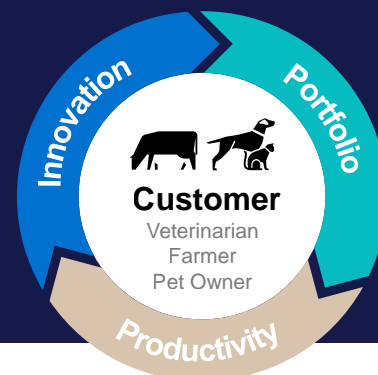 Innovation
Portfolio
Customer
Veterinarian
Farmer
Pet Owner
Productivity